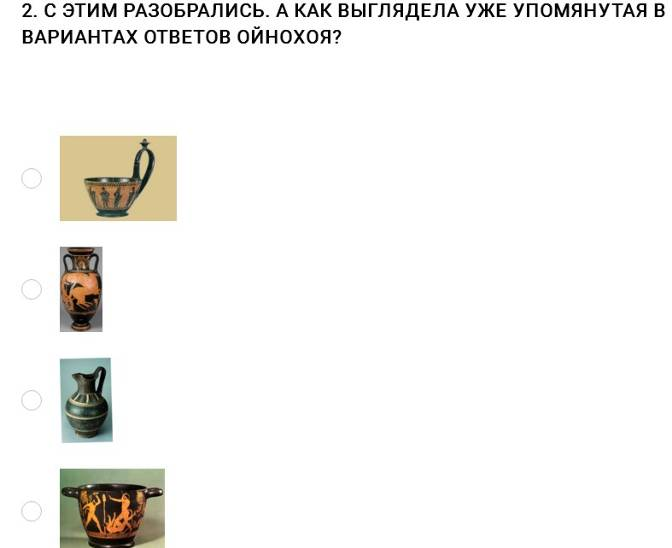 2. С ЭТИМ РАЗОБРАЛИСЬ. А КАК ВЫГЛЯДЕЛА УЖЕ УПОМЯНУТАЯ В
ВАРИАНТАХ ОТВЕТОВ ОЙНОХОЯ?